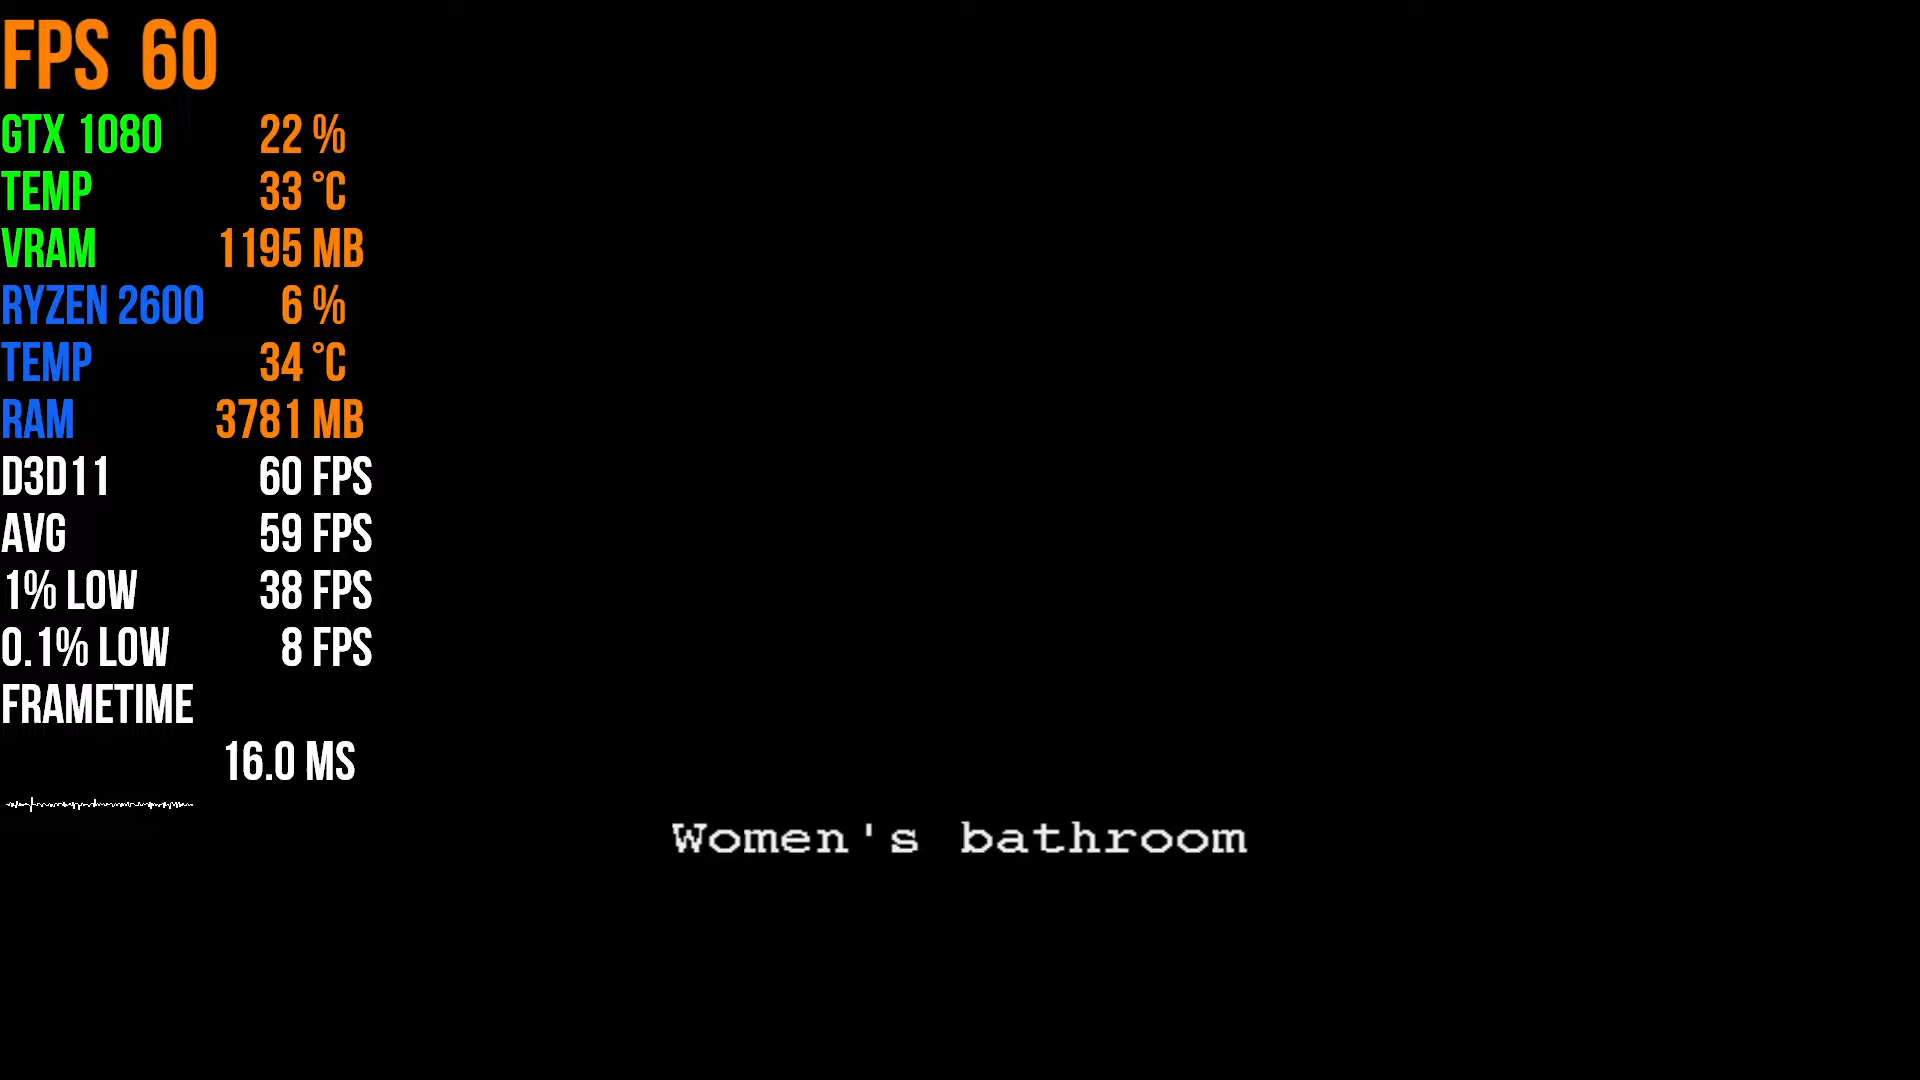 FPS 60
GTX 1080 22 %
TEMP 33 °C
VRAM 1195 MB
RYZEN 2600 6 %
TEMP 34 °C
RAM 3781 MB
D3D11 60 FPS
AVG 59 FPS
1% LOW 38 FPS
0.1% LOW 8 FPS
FRAMETIME
16.0 MS
Women's bathroom